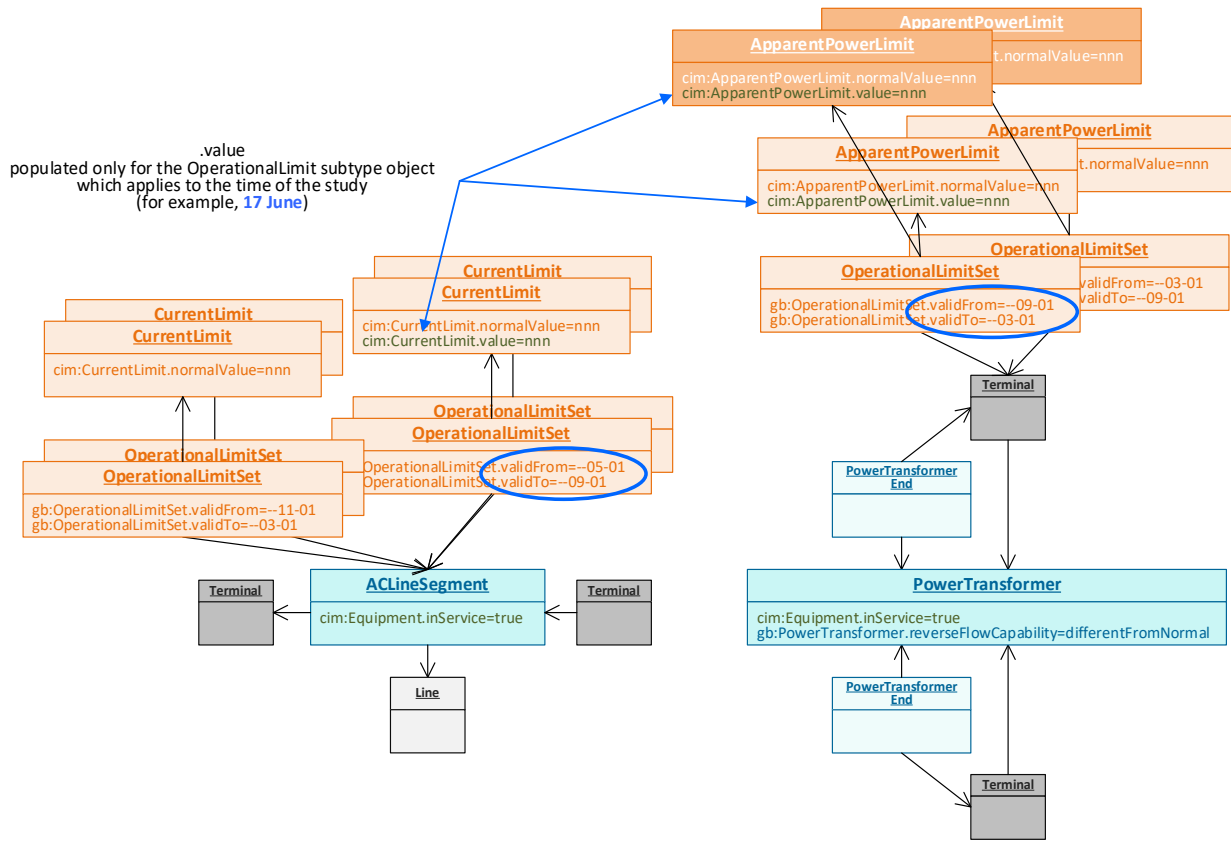 ApparentPowerLimit
t.normalValue=nnn
ApparentPowerLimit
cim:ApparentPowerLimit.normalValue=nnn
cim:ApparentPowerLimit.value=nnn
.value
populated only for the OperationalLimit subtype object
which applies to the time of the study
(for example, 17 June)
ApparentPowerLimit
t.normalValue=nnn
ApparentPowerLimit
cim:ApparentPowerLimit.normalValue=nnn
cim:ApparentPowerLimit.value=nnn
OperationalLimitSet
validFrom=--03-01
validTo=--09-01
OperationalLimitSet
gb:OperationalLimitSet.validFrom=--09-01
gb:OperationalLimitSet.validTo=--03-01
CurrentLimit
CurrentLimit
cim:CurrentLimit.normalValue=nnn
cim:CurrentLimit.value=nnn
CurrentLimit
CurrentLimit
cim:CurrentLimit.normalValue=nnn
OperationalLimitSet
OperationalLimitSet
OperationalLimitSet.validFrom=--05-01
OperationalLimitSet.validTo=--09-01
OperationalLimitSet
OperationalLimitSet
gb:OperationalLimitSet.validFrom=--11-01
gb:OperationalLimitSet.validTo=--03-01
Terminal
PowerTransformer
End
Terminal
ACLineSegment
cim:Equipment.inService=true
Terminal
PowerTransformer
cim:Equipment.inService=true
gb:PowerTransformer.reverseFlowCapability=differentFromNormal
Line
PowerTransformer
End
Terminal